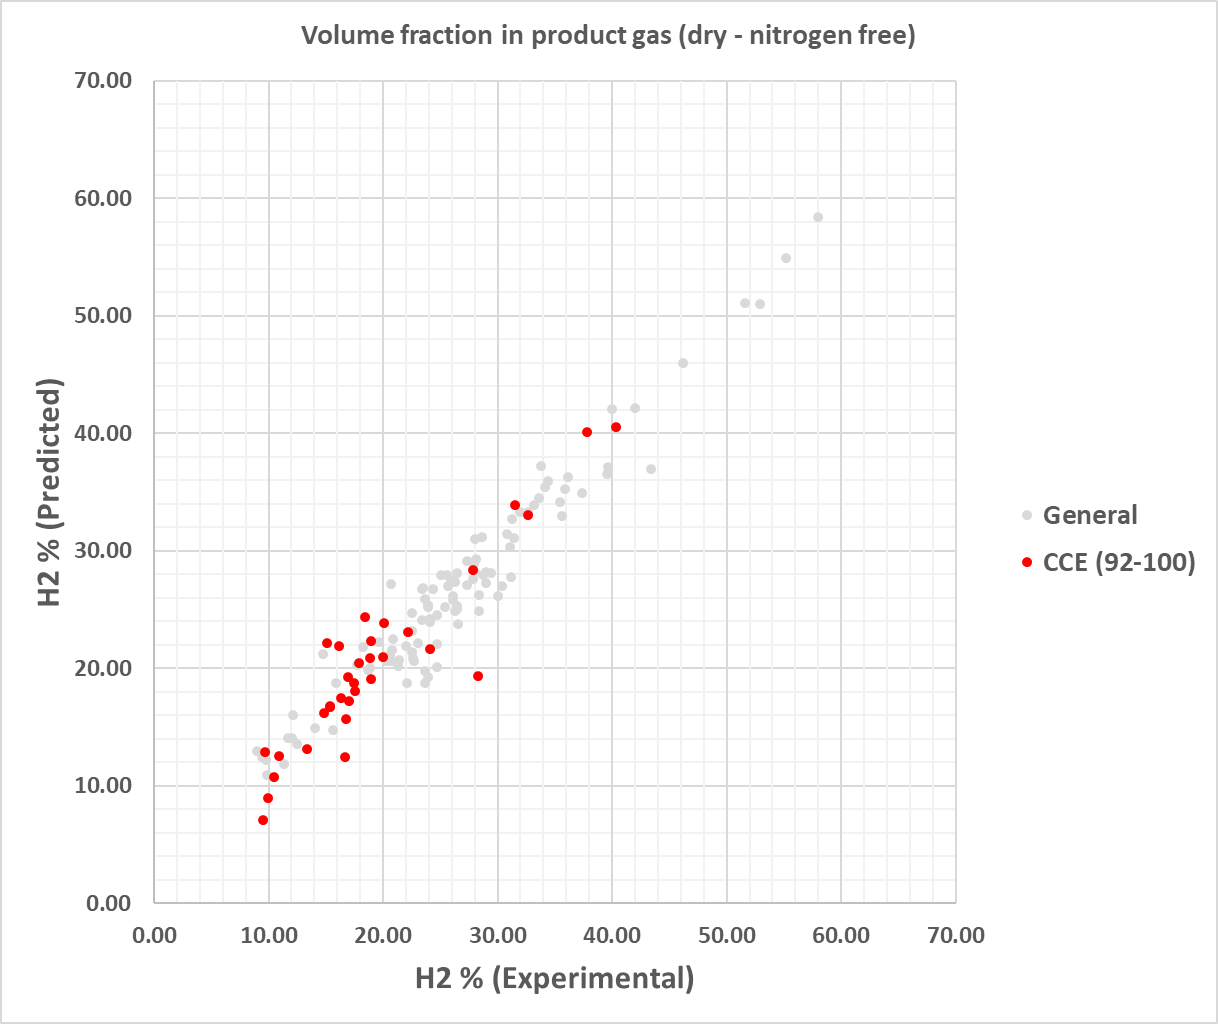 Volume fraction in product gas (dry - nitrogen free)
70.00
60.00
50.00
40.00
30.00
20.00
10.00
0.00
H2 % (Predicted)
0.00 10.00 20.00 30.00 40.00 50.00 60.00 70.00
H2 % (Experimental)
General
CCE (92-100)